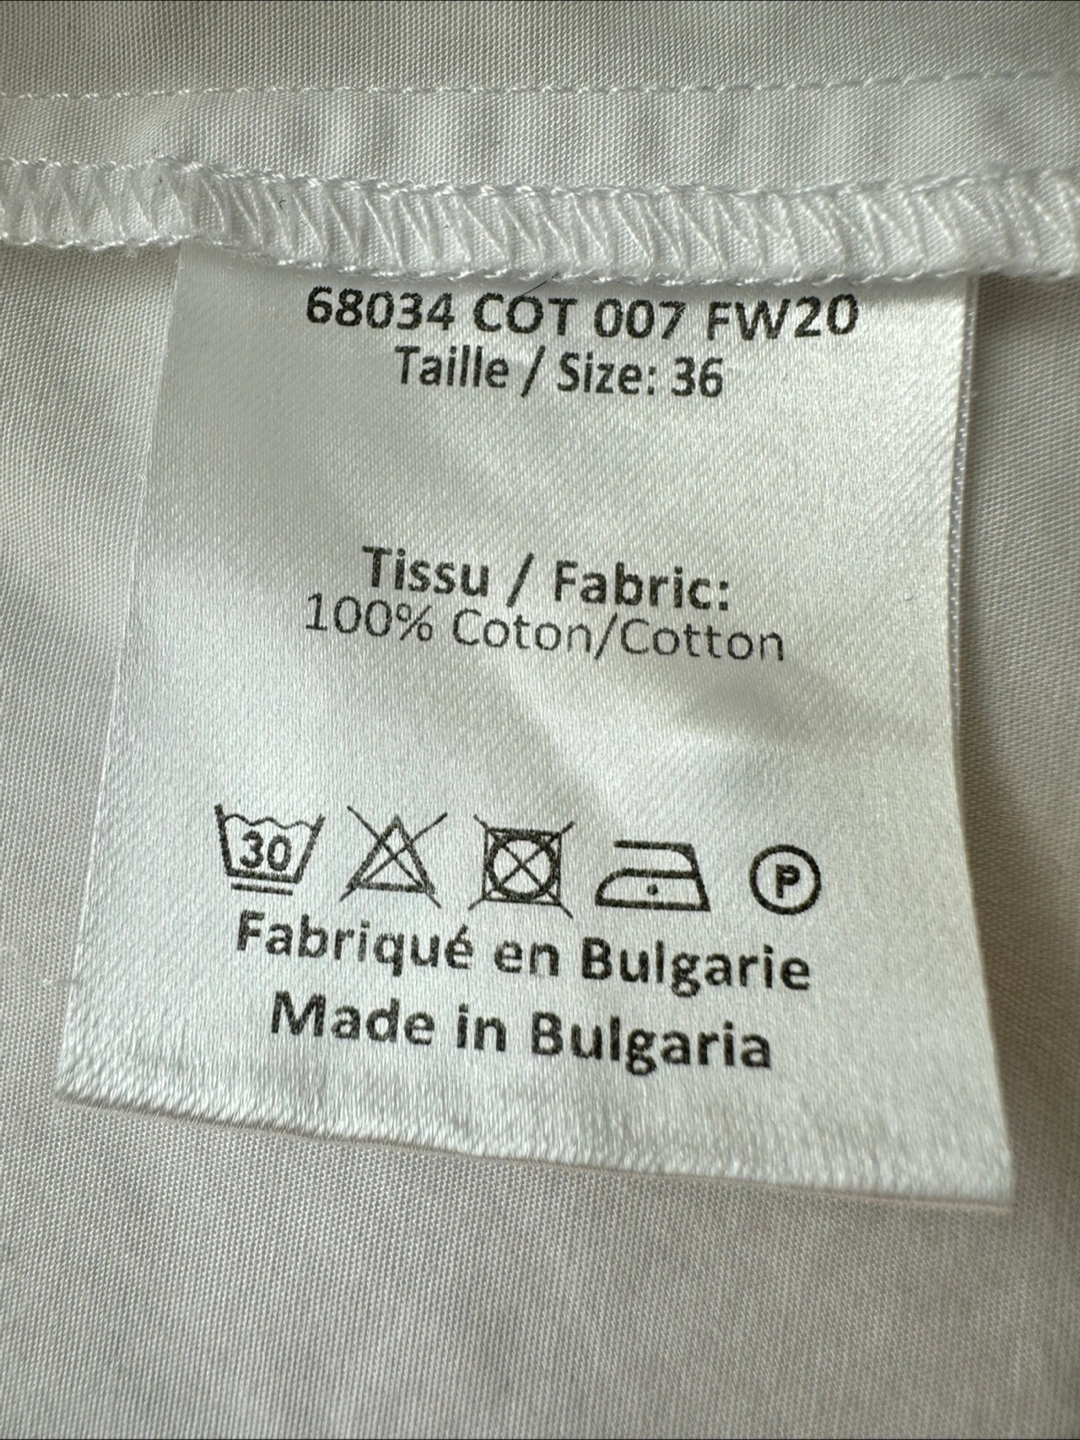 68034 COT 007 FW20
Taille / Size: 36
Tissu / Fabric:
100% Coton/Cotton
30 P
Fabriqué en Bulgarie
Made in Bulgaria